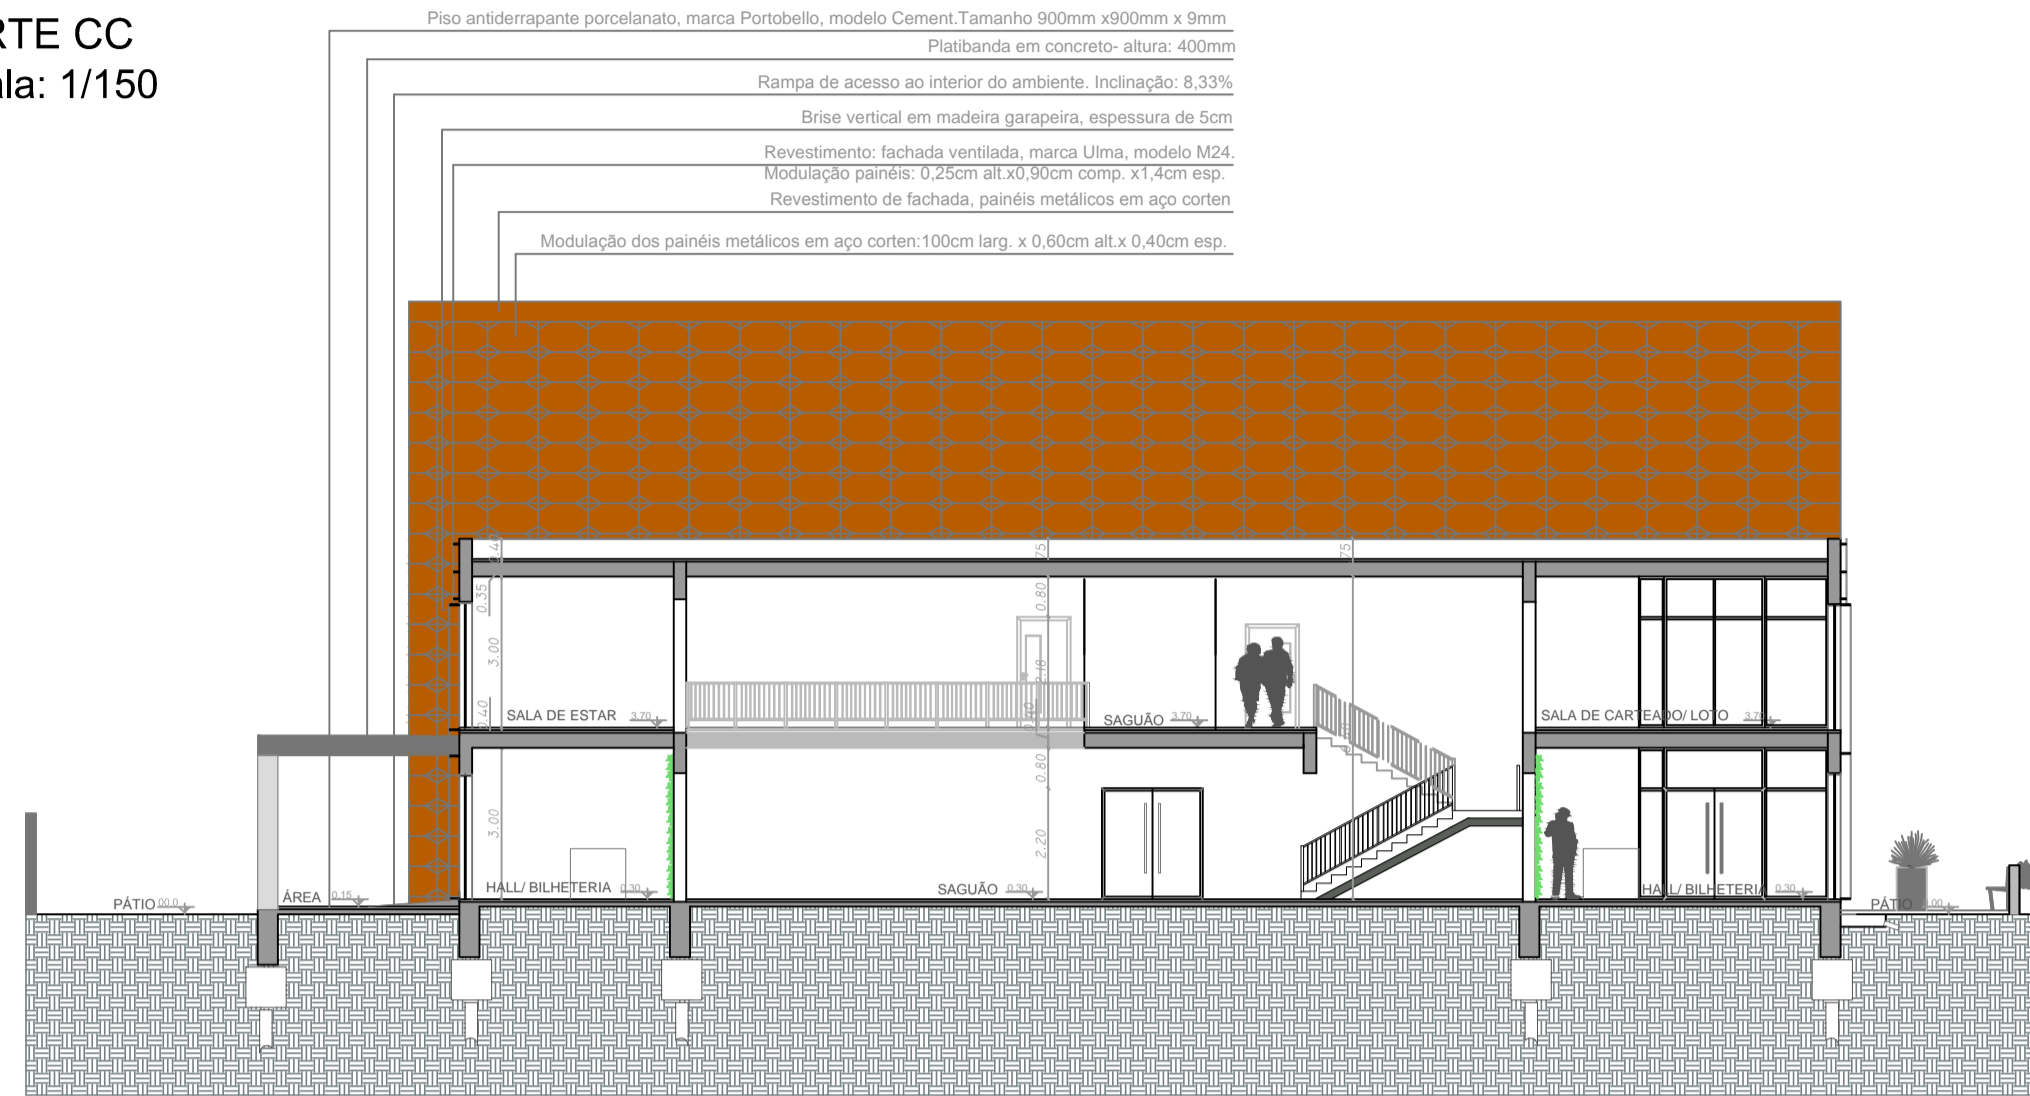 RTE CC
ala: 1/150
Piso antiderrapante porcelanato, marca Portobello, modelo Cement.Tamanho 900mm x900mm x 9mm
Platibanda em concreto- altura: 400mm
Rampa de acesso ao interior do ambiente. Inclinação: 8,33%
Brise vertical em madeira garapeira, espessura de 5cm
Revestimento: fachada ventilada, marca Ulma, modelo M24.
Modulação painéis: 0,25cm alt.x0,90cm comp. x1,4cm esp.
Revestimento de fachada, painéis metálicos em aço corten
Modulação dos painéis metálicos em aço corten:100cm larg. x 0,60cm alt.x 0,40cm esp.
0.35
3.00
0.40
0.80
2.18
75
75
SALA DE ESTAR 3.70
SAGUÃO 3.70
SALA DE CARTEADO/ LOTO 3.70
3.00
0.80
2.20
PÁTIO 00.0
ÁREA 0.15
HALL/ BILHETERIA 0.30
SAGUÃO 0.30
HALL/ BILHETERIA 0.30
PÁTIO 0.00